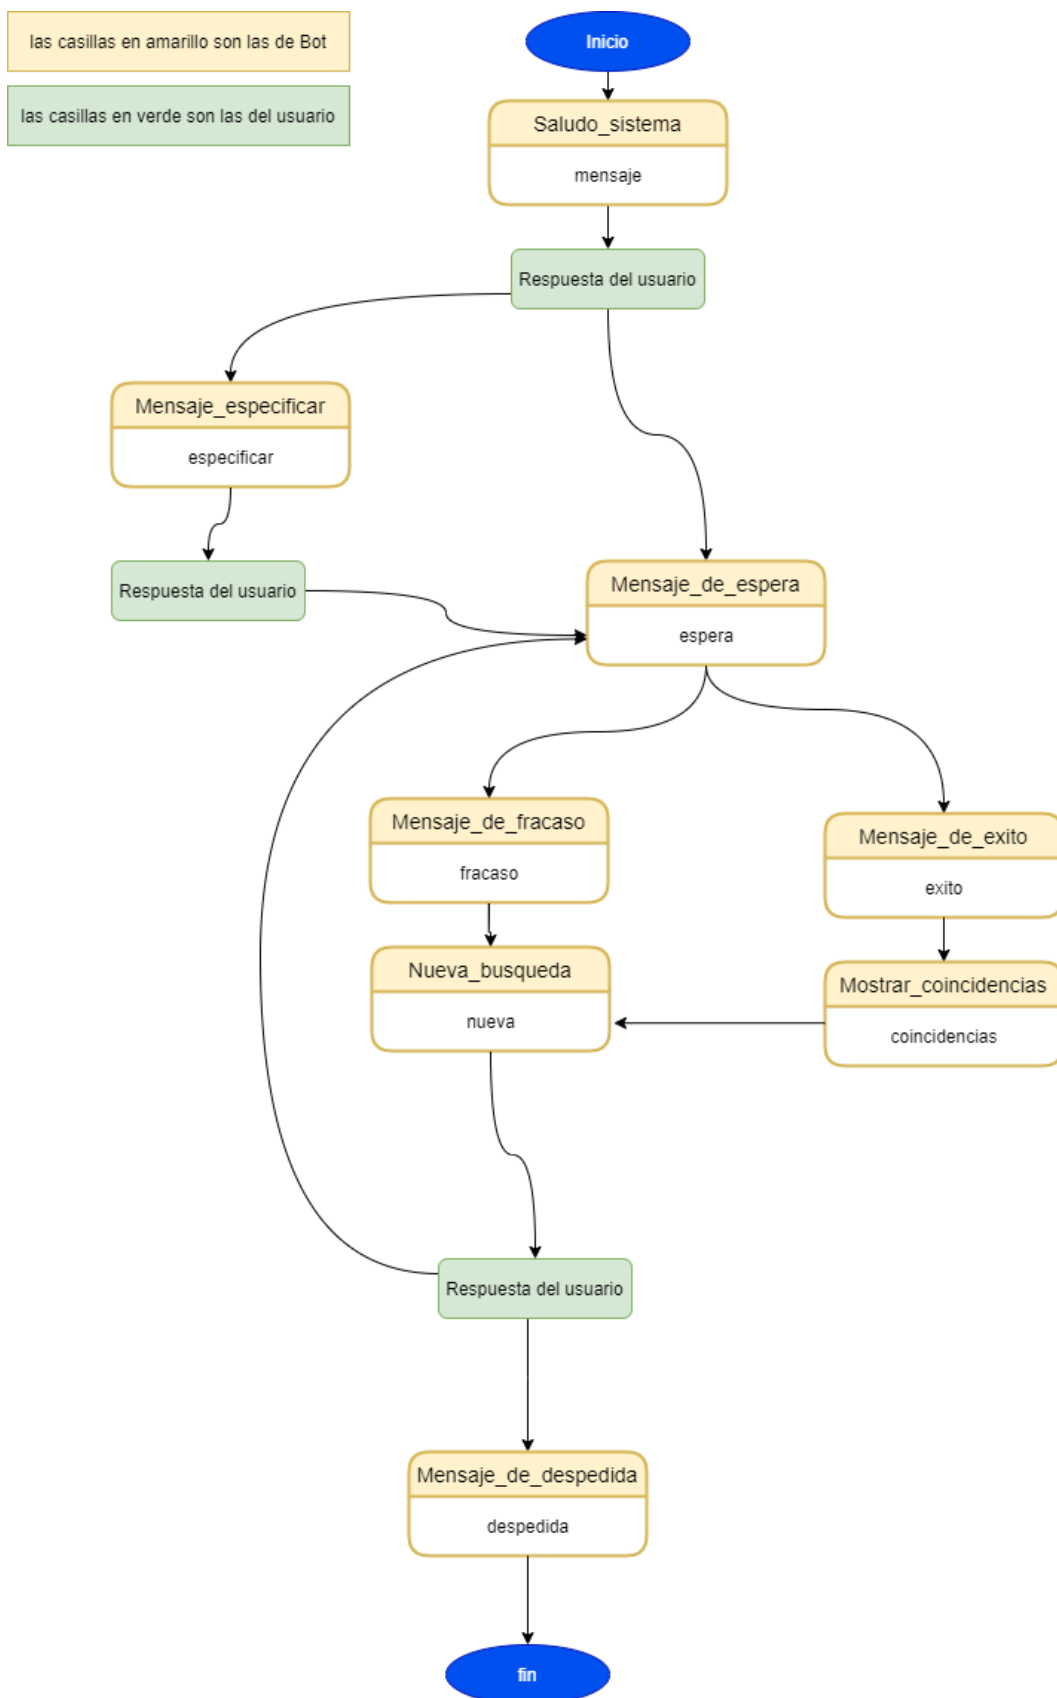 las casillas en amarillo son las de Bot
las casillas en verde son las del usuario
Inicio
Saludo_sistema
mensaje
Respuesta del usuario
Mensaje_especificar
especificar
Respuesta del usuario
Mensaje_de_espera
espera
Mensaje_de_fracaso
fracaso
Mensaje_de_exito
exito
Nueva_busqueda
nueva
Mostrar_coincidencias
coincidencias
Respuesta del usuario
Mensaje_de_despedida
despedida
fin